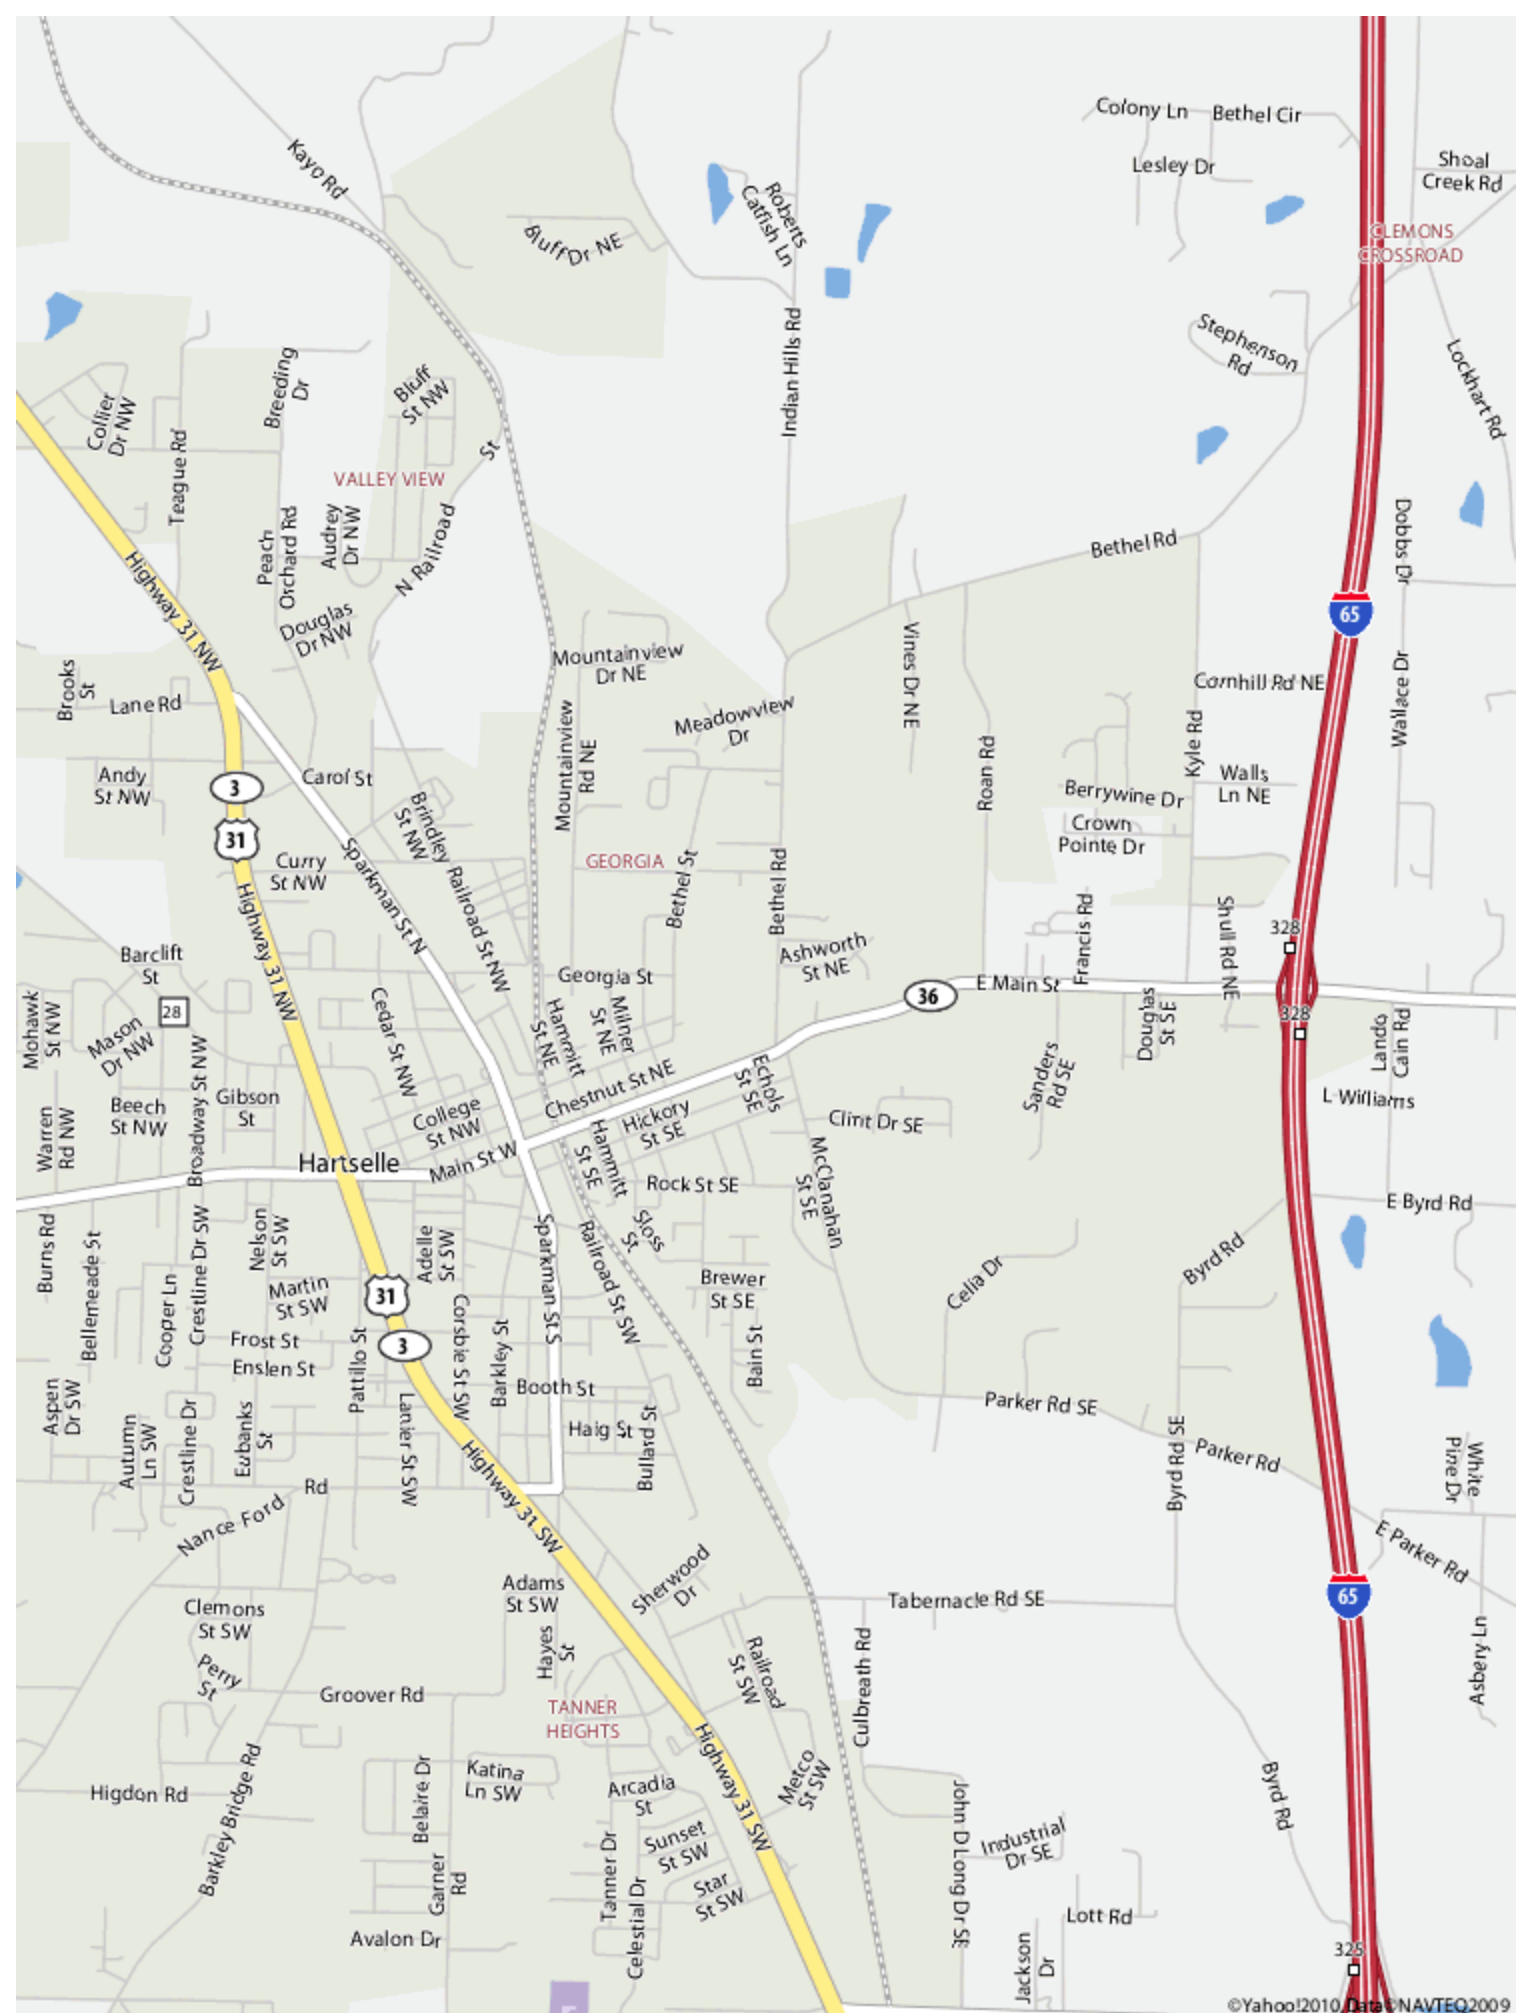 Colony Ln
Bethel Cir
Lesley Dr
Shoal
Creek Rd
Kayo Rd
Roberts
Catfish Ln
Bluff Dr NE
CLEMONS
CROSSROAD
Indian Hills Rd
Stephenson
Rd
Lockhart Rd
Collier
Dr NW
Breeding
Dr
Bluff
St NW
Teague Rd
VALLEY VIEW
N Railroad St
Peach
Orchard Rd
Audrey
Dr NW
Bethel Rd
Dobbs Dr
Highway 31 NW
Douglas
Dr NW
65
Brooks
St
Lane Rd
Mountainview
Dr NE
Vines Dr NE
Cornhill Rd NE
Wallace Dr
Meadowview
Dr
Mountainview
Rd NE
Roan Rd
Kyle Rd
Andy
St NW
3
Carol St
Walls
Ln NE
Berrywine Dr
Crown
Pointe Dr
31
Brindley
St NW
Curry
St NW
Sparkman St N
GEORGIA
Bethel St
Bethel Rd
Railroad St NW
Highway 31 NW
Francis Rd
Shull Rd NE
328
Barclift
St
Ashworth
St NE
Georgia St
E Main St
36
28
Mohawk
St NW
Mason
Dr NW
Cedar St NW
Hammitt
St NE
Milner
St NE
Douglas
St SE
328
Lando
Cain Rd
Sanders
Rd SE
Echols
St SE
Chestnut St NE
L Williams
Beech
St NW
Broadway St NW
Gibson
St
College
St NW
Hickory
St SE
Clint Dr SE
Warren
Rd NW
Hartselle
Main St W
Hammitt
St SE
Rock St SE
McClanahan
St SE
E Byrd Rd
Burns Rd
Bellemeade St
Crestline Dr SW
Nelson
St SW
Adelle
St SW
Sparkman St S
Railroad St SW
Sloss
St
Byrd Rd
Celia Dr
Cooper Ln
Martin
St SW
31
Brewer
St SE
Frost St
Enslen St
3
Pattillo St
Corsbie St SW
Barkley St
Bain St
Booth St
Parker Rd SE
Aspen
Dr SW
Autumn
Ln SW
Crestline Dr
Eubanks
St
Lanier St SW
Haig St
Bullard St
Byrd Rd SE
Parker Rd
White
Pine Dr
Nance Ford Rd
Highway 31 SW
E Parker Rd
Adams
St SW
Sherwood
Dr
Tabernacle Rd SE
65
Clemons
St SW
Hayes
St
Railroad
St SW
Culbreath Rd
Asbery Ln
Perry
St
Groover Rd
TANNER
HEIGHTS
Highway 31 SW
Higdon Rd
Barkley Bridge Rd
Belaire Dr
Katina
Ln SW
Arcadia
St
Metco
St SW
Byrd Rd
John D Long Dr SE
Industrial
Dr SE
Sunset
St SW
Garner
Rd
Tanner Dr
Celestial Dr
Star
St SW
Lott Rd
Avalon Dr
Jackson
Dr
325
©Yahoo!2010, Data©NAVTEQ2009